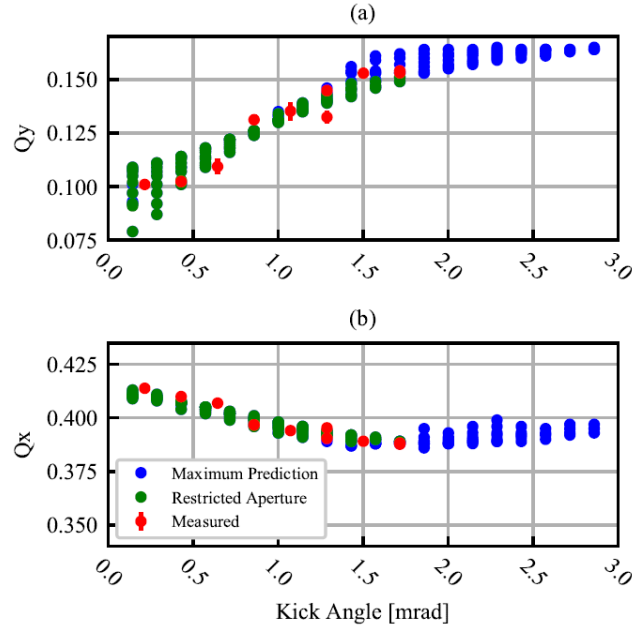 (a)
0.150
0.125
0.100
0.075
Qy
0.0
0.5
1.0
1.5
2.0
2.5
3.0
(b)
0.425
0.400
0.375
0.350
Qx
Maximum Prediction
Restricted Aperture
Measured
0.0
0.5
1.0
1.5
2.0
2.5
3.0
Kick Angle [mrad]